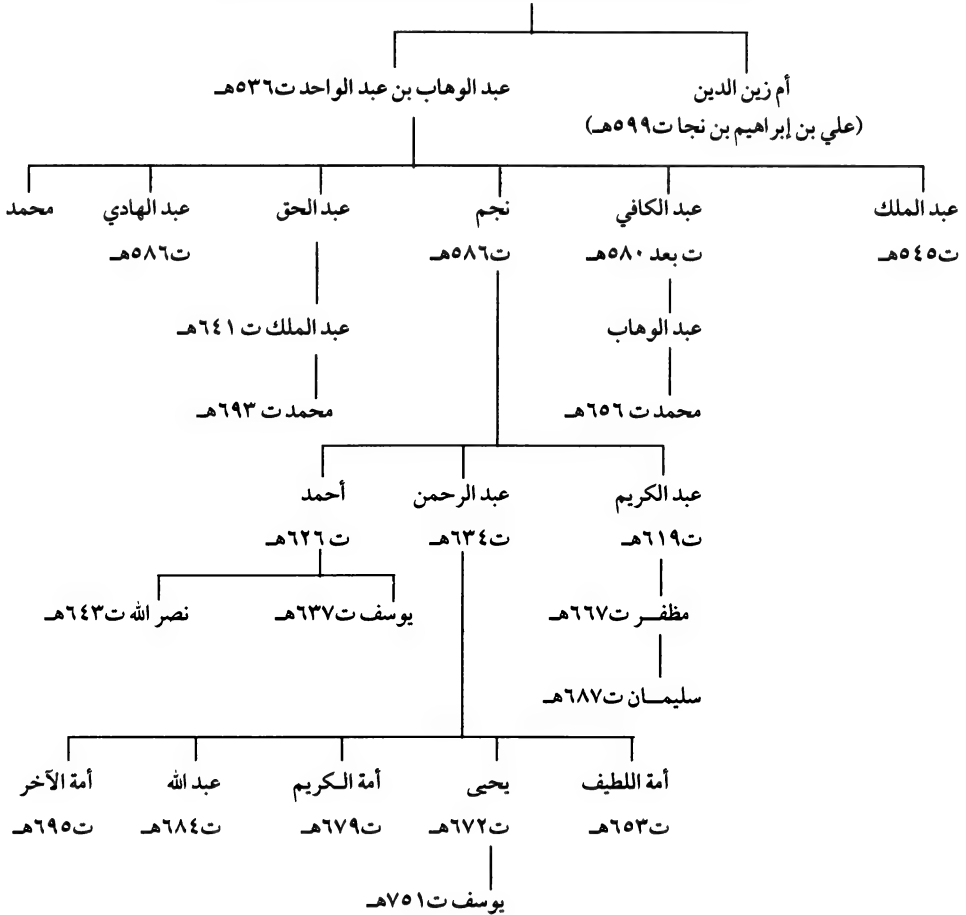 أم زين الدين
(علي بن إبراهيم بن نجا ت٥٩٩هـ)
عبد الوهاب بن عبد الواحد ت٥٣٦هـ
عبد الملك
ت٥٤٥هـ
عبد الكافي
ت بعد ٥٨٠هـ
نجم
ت٥٨٦هـ
عبد الحق
عبد الهادي
ت٥٨٦هـ
محمد
عبد الوهاب
عبد الملك ت ٦٤١هـ
محمد ت ٦٥٦هـ
محمد ت ٦٩٣هـ
عبد الكريم
ت٦١٩هـ
عبد الرحمن
ت٦٣٤هـ
أحمد
ت ٦٢٦هـ
مظفـر ت٦٦٧هـ
يوسف ت٦٣٧هـ
نصر الله ت٦٤٣هـ
سليمـان ت٦٨٧هـ
أمة اللطيف
ت٦٥٣هـ
يحيى
ت٦٧٢هـ
أمة الكريم
ت٦٧٩هـ
عبد الله
ت٦٨٤هـ
أمة الآخر
ت٦٩٥هـ
يوسف ت٧٥١هـ